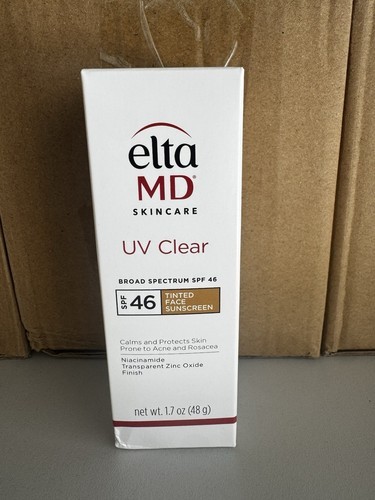 elta
MD®
SKINCARE
UV Clear
BROAD SPECTRUM SPF 46
SPF 46
TINTED
FACE
SUNSCREEN
Calms and Protects Skin
Prone to Acne and Rosacea
Niacinamide
Transparent Zinc Oxide
Finish
net wt. 1.7 oz (48 g)